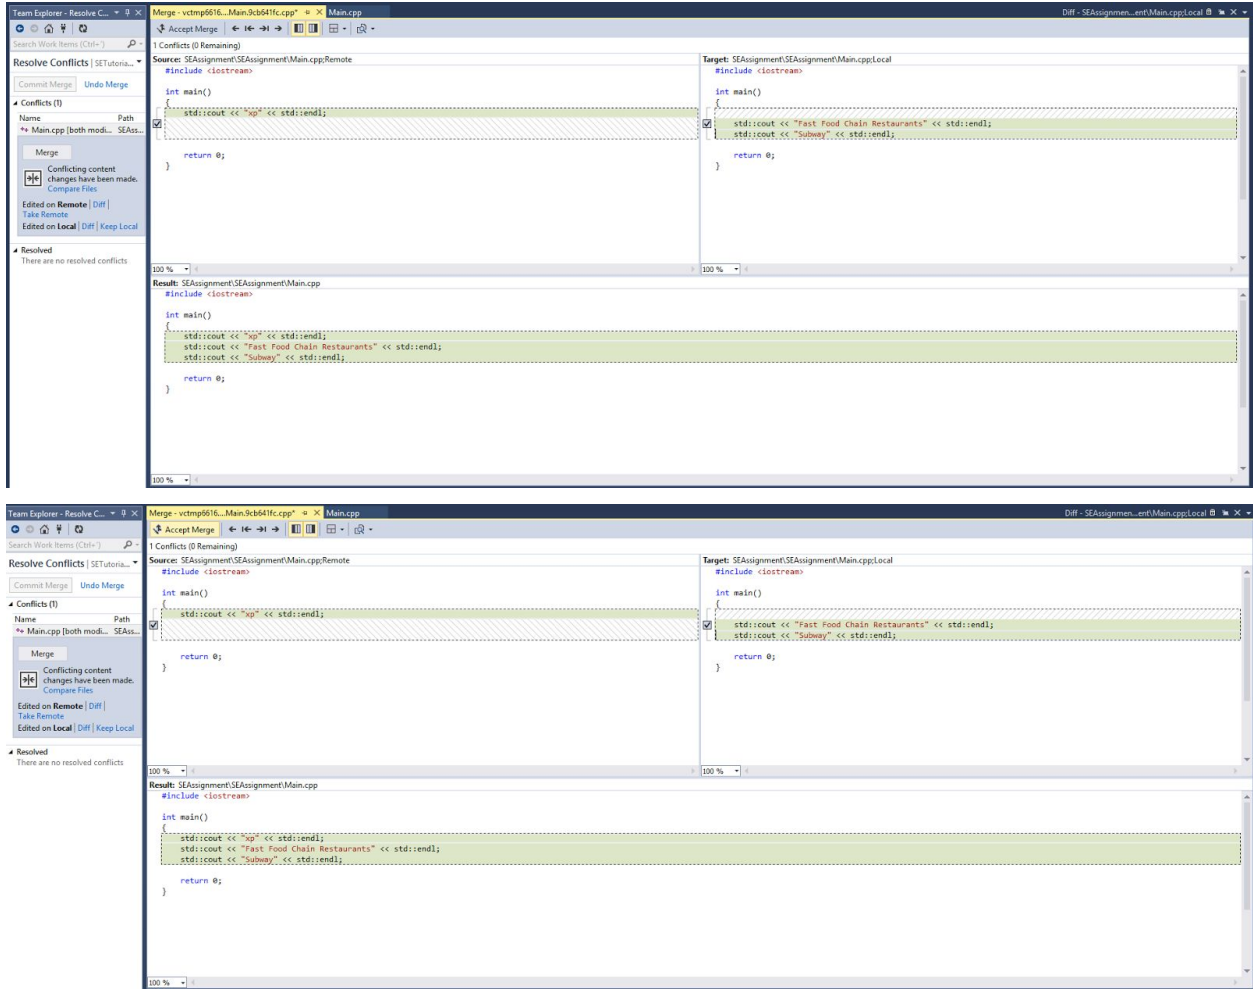 Team Explorer - Resolve C...
Merge - vctmp6616....Main.9cb641fc.cpp*
Main.cpp
Diff - SEAssignmen...ent\Main.cpp;Local
Accept Merge
Search Work Items (Ctrl+')
1 Conflicts (0 Remaining)
Resolve Conflicts | SETutoria...
Source: SEAssignment\SEAssignment\Main.cpp;Remote
Target: SEAssignment\SEAssignment\Main.cpp;Local
Commit Merge
Undo Merge
Conflicts (1)
Name
Path
Main.cpp [both modi...
SEAss...
Merge
Conflicting content
changes have been made.
Compare Files
Edited on Remote | Diff |
Take Remote
Edited on Local | Diff | Keep Local
Resolved
There are no resolved conflicts
#include <iostream>
int main()
{
std::cout << "xp" << std::endl;
return 0;
}
100 %
#include <iostream>
int main()
{
std::cout << "Fast Food Chain Restaurants" << std::endl;
std::cout << "Subway" << std::endl;
return 0;
}
100 %
Result: SEAssignment\SEAssignment\Main.cpp
#include <iostream>
int main()
{
std::cout << "xp" << std::endl;
std::cout << "Fast Food Chain Restaurants" << std::endl;
std::cout << "Subway" << std::endl;
return 0;
}
100 %
Team Explorer - Resolve C...
Merge - vctmp6616....Main.9cb641fc.cpp*
Main.cpp
Diff - SEAssignmen...ent\Main.cpp;Local
Accept Merge
Search Work Items (Ctrl+')
1 Conflicts (0 Remaining)
Resolve Conflicts | SETutoria...
Source: SEAssignment\SEAssignment\Main.cpp;Remote
Target: SEAssignment\SEAssignment\Main.cpp;Local
Commit Merge
Undo Merge
Conflicts (1)
Name
Path
Main.cpp [both modi...
SEAss...
Merge
Conflicting content
changes have been made.
Compare Files
Edited on Remote | Diff |
Take Remote
Edited on Local | Diff | Keep Local
Resolved
There are no resolved conflicts
#include <iostream>
int main()
{
std::cout << "xp" << std::endl;
return 0;
}
100 %
#include <iostream>
int main()
{
std::cout << "Fast Food Chain Restaurants" << std::endl;
std::cout << "Subway" << std::endl;
return 0;
}
100 %
Result: SEAssignment\SEAssignment\Main.cpp
#include <iostream>
int main()
{
std::cout << "xp" << std::endl;
std::cout << "Fast Food Chain Restaurants" << std::endl;
std::cout << "Subway" << std::endl;
return 0;
}
100 %